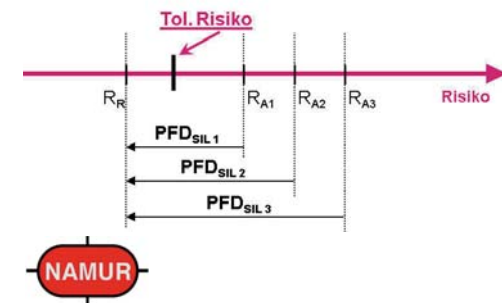 Tol. Risiko
R_R R_A1 R_A2 R_A3 Risiko
PFD_SIL 1
PFD_SIL 2
PFD_SIL 3
NAMUR